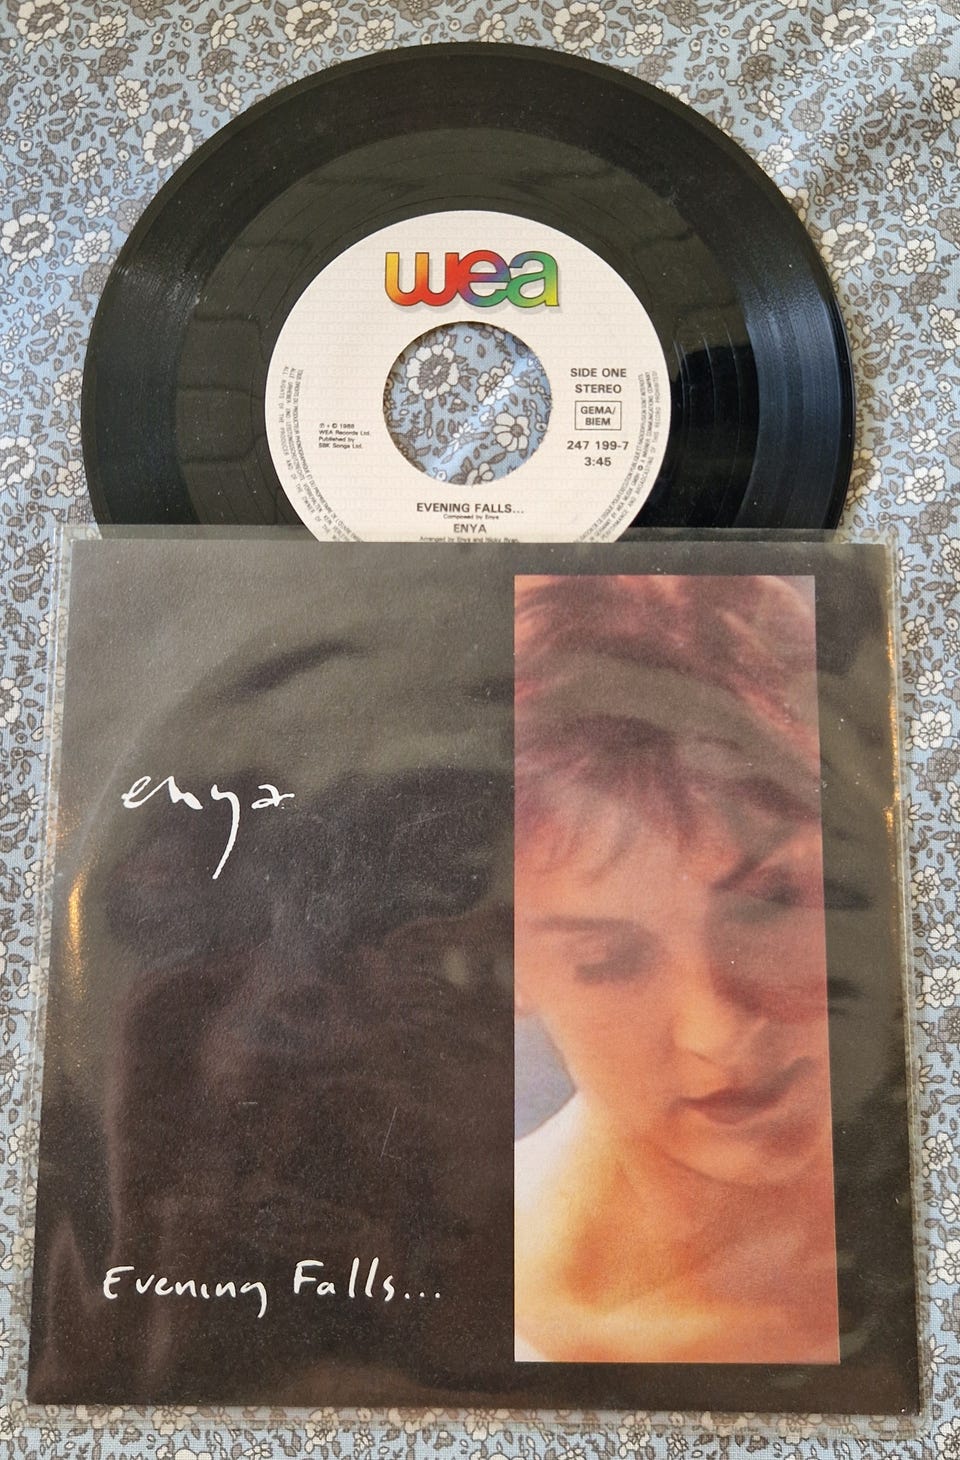 wea
SIDE ONE
STEREO
GEMA/
BIEM
247 199-7
3:45
℗ • © 1988
WEA Records Ltd.
Published by
SBK Songs Ltd.
EVENING FALLS...
Composed by Enya
ENYA
Arranged by Enya and Nicky Ryan
enya
Evening Falls...